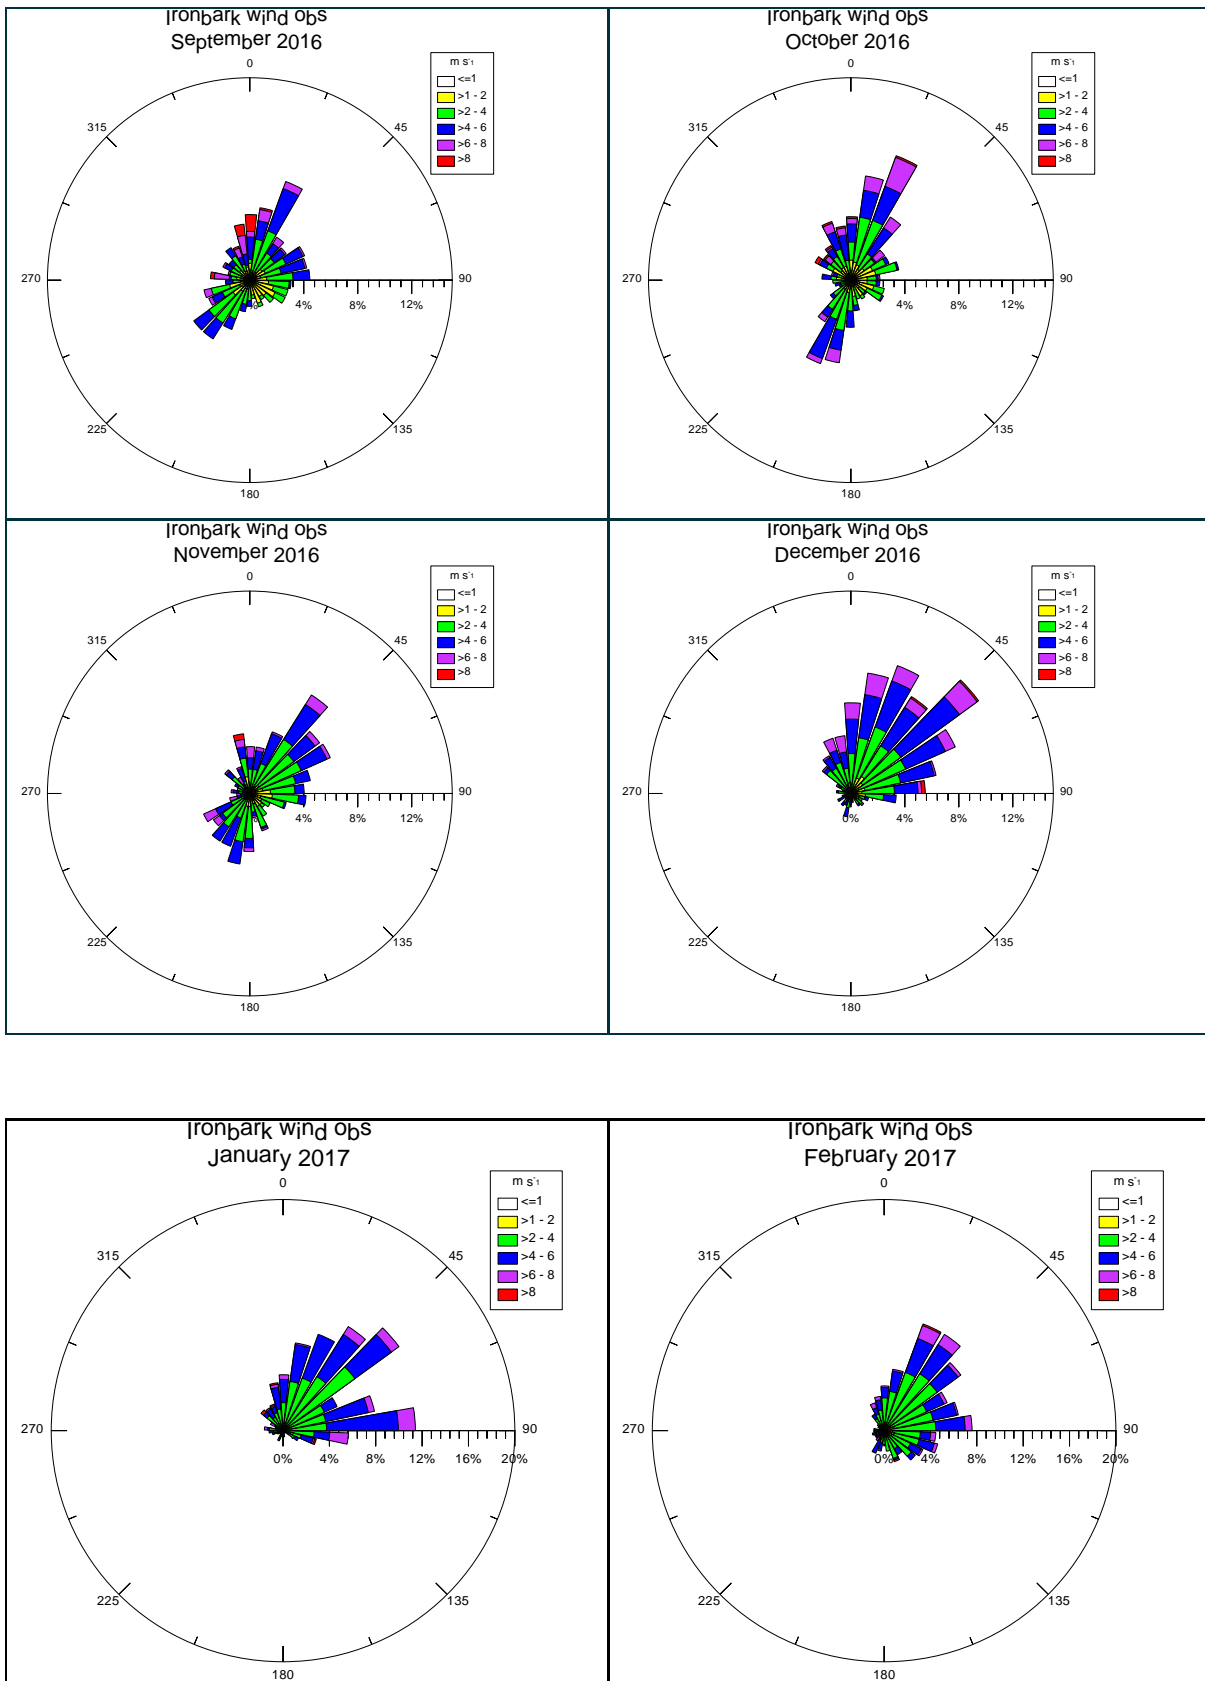 Ironbark wind obs
September 2016
m s-1
<=1
>1 - 2
>2 - 4
>4 - 6
>6 - 8
>8
0
45
90
135
180
225
270
315
4%
8%
12%
Ironbark wind obs
October 2016
m s-1
<=1
>1 - 2
>2 - 4
>4 - 6
>6 - 8
>8
0
45
90
135
180
225
270
315
4%
8%
12%
Ironbark wind obs
November 2016
m s-1
<=1
>1 - 2
>2 - 4
>4 - 6
>6 - 8
>8
0
45
90
135
180
225
270
315
4%
8%
12%
Ironbark wind obs
December 2016
m s-1
<=1
>1 - 2
>2 - 4
>4 - 6
>6 - 8
>8
0
45
90
135
180
225
270
315
0%
4%
8%
12%
Ironbark wind obs
January 2017
m s-1
<=1
>1 - 2
>2 - 4
>4 - 6
>6 - 8
>8
0
45
90
135
180
225
270
315
0%
4%
8%
12%
16%
20%
Ironbark wind obs
February 2017
m s-1
<=1
>1 - 2
>2 - 4
>4 - 6
>6 - 8
>8
0
45
90
135
180
225
270
315
0%
4%
8%
12%
16%
20%